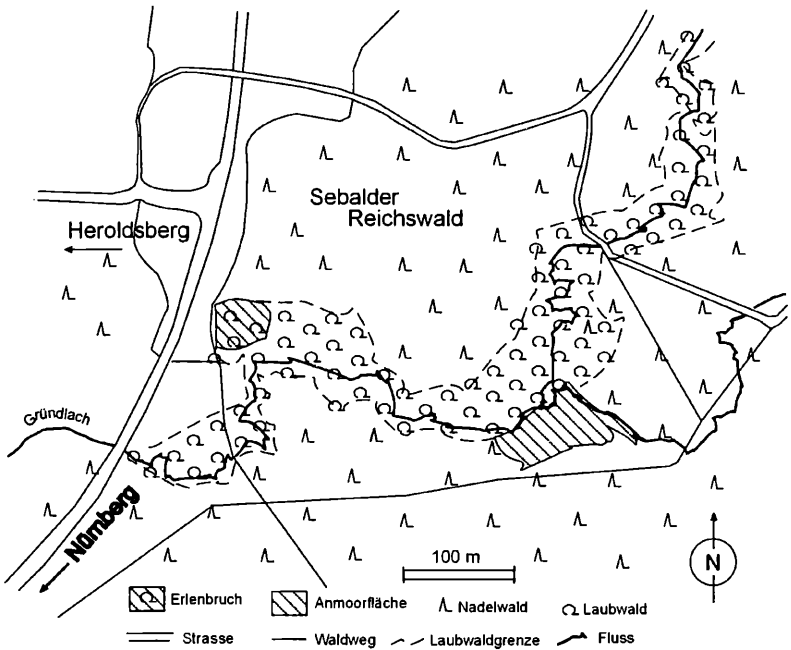 Sebalder
Reichswald
Heroldsberg
Gründlach
Nürnberg
100 m
N
Erlenbruch
Anmoorfläche
Nadelwald
Laubwald
Strasse
Waldweg
Laubwaldgrenze
Fluss